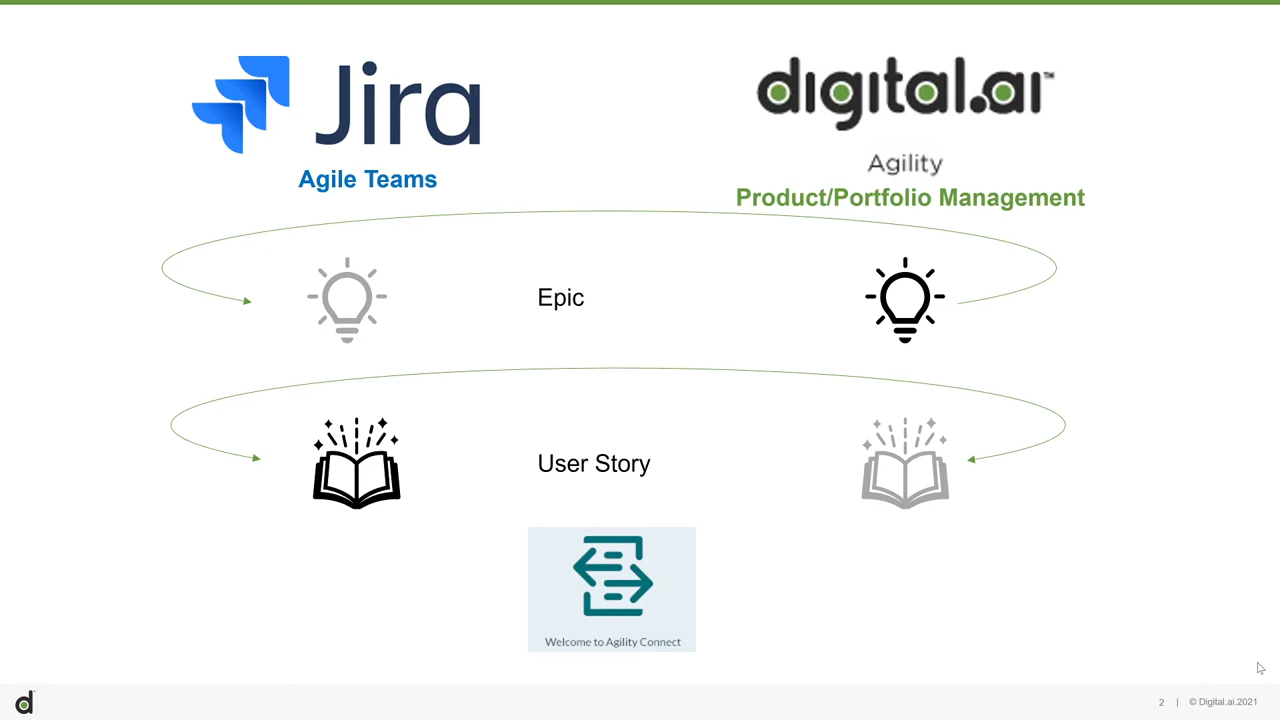 Jira
Agile Teams
digital.ai™
Agility
Product/Portfolio Management
Epic
User Story
Welcome to Agility Connect
d
2 | © Digital.ai.2021